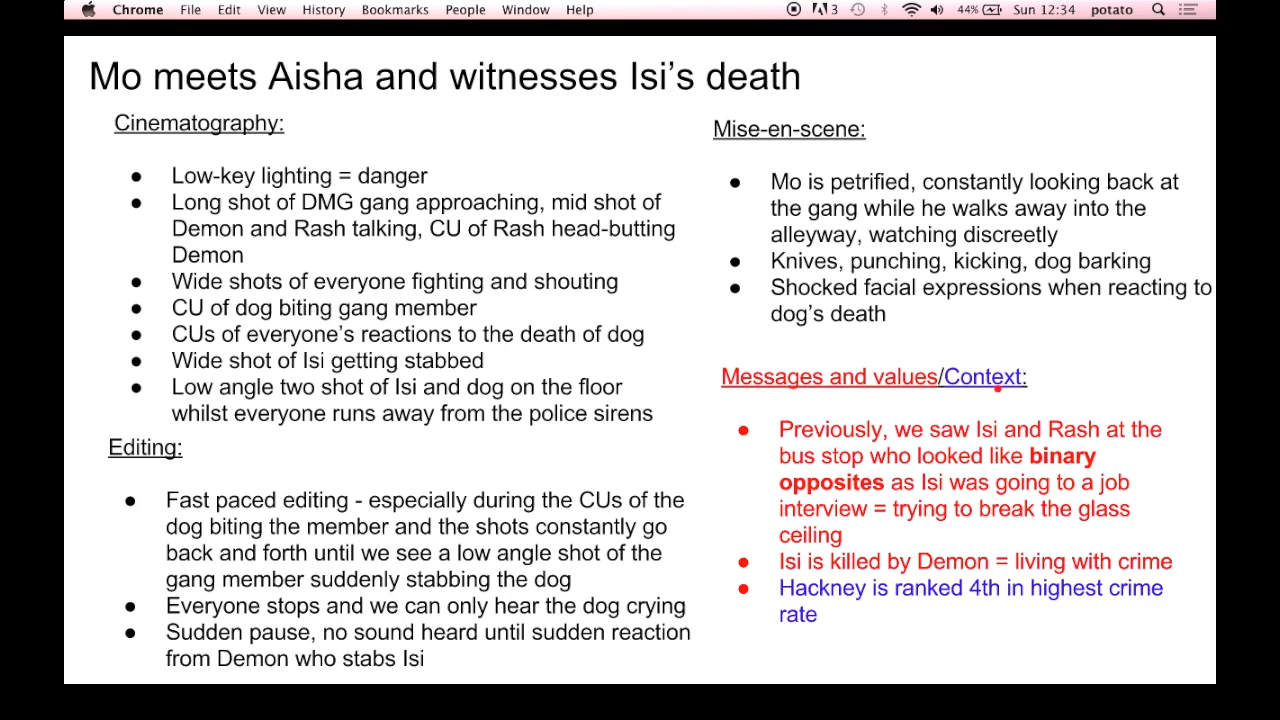 Chrome File Edit View History Bookmarks People Window Help 3 44% Sun 12:34 potato
Mo meets Aisha and witnesses Isi's death
Cinematography:
● Low-key lighting = danger
● Long shot of DMG gang approaching, mid shot of
Demon and Rash talking, CU of Rash head-butting
Demon
● Wide shots of everyone fighting and shouting
● CU of dog biting gang member
● CUs of everyone's reactions to the death of dog
● Wide shot of Isi getting stabbed
● Low angle two shot of Isi and dog on the floor
whilst everyone runs away from the police sirens
Editing:
● Fast paced editing - especially during the CUs of the
dog biting the member and the shots constantly go
back and forth until we see a low angle shot of the
gang member suddenly stabbing the dog
● Everyone stops and we can only hear the dog crying
● Sudden pause, no sound heard until sudden reaction
from Demon who stabs Isi
Mise-en-scene:
● Mo is petrified, constantly looking back at
the gang while he walks away into the
alleyway, watching discreetly
● Knives, punching, kicking, dog barking
● Shocked facial expressions when reacting to
dog's death
Messages and values/Context:
● Previously, we saw Isi and Rash at the
bus stop who looked like binary
opposites as Isi was going to a job
interview = trying to break the glass
ceiling
● Isi is killed by Demon = living with crime
● Hackney is ranked 4th in highest crime
rate